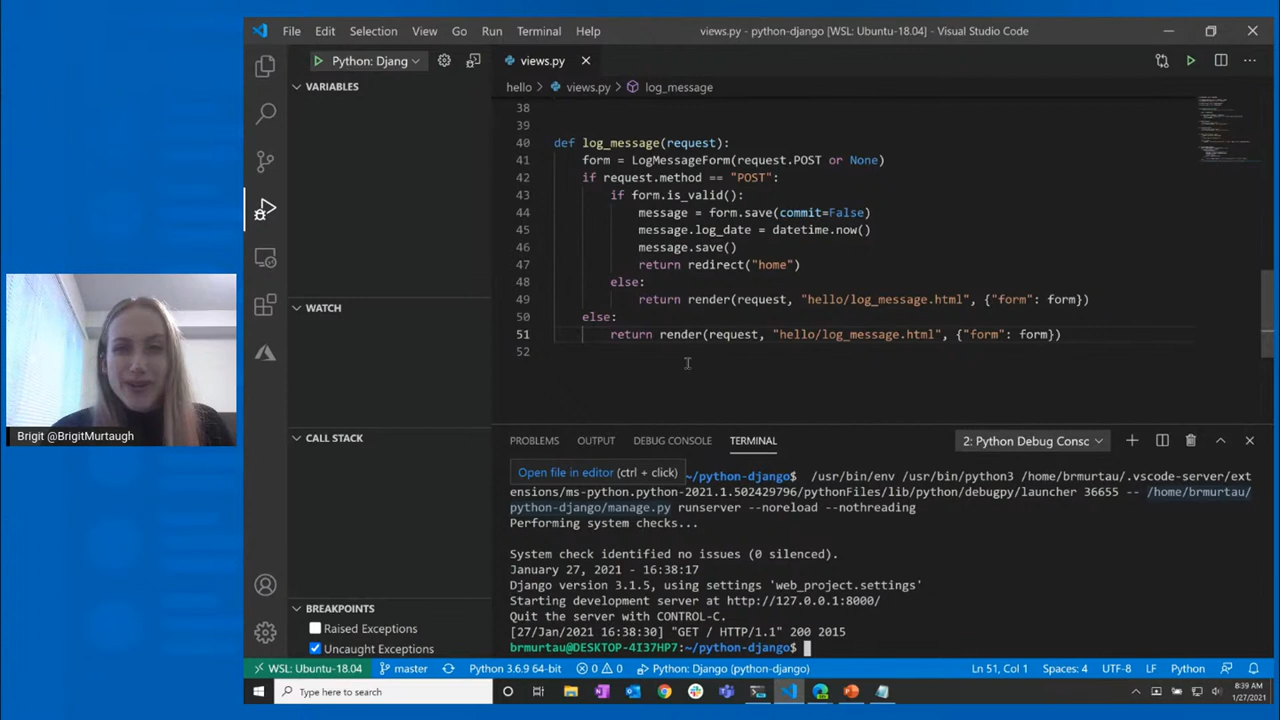 File Edit Selection View Go Run Terminal Help views.py - python-django [WSL: Ubuntu-18.04] - Visual Studio Code
Python: Djang
views.py
VARIABLES
hello views.py log_message
38
39
40 def log_message(request):
41 form = LogMessageForm(request.POST or None)
42 if request.method == "POST":
43 if form.is_valid():
44 message = form.save(commit=False)
45 message.log_date = datetime.now()
46 message.save()
47 return redirect("home")
48 else:
49 return render(request, "hello/log_message.html", {"form": form})
50 else:
51 return render(request, "hello/log_message.html", {"form": form})
52
WATCH
CALL STACK
BREAKPOINTS
Raised Exceptions
Uncaught Exceptions
Brigit @BrigitMurtaugh
PROBLEMS OUTPUT DEBUG CONSOLE TERMINAL 2: Python Debug Consc
Open file in editor (ctrl + click)
~/python-django$ /usr/bin/env /usr/bin/python3 /home/brmurtau/.vscode-server/ext
ensions/ms-python.python-2021.1.502429796/pythonFiles/lib/python/debugpy/launcher 36655 -- /home/brmurtau/
python-django/manage.py runserver --noreload --nothreading
Performing system checks...
System check identified no issues (0 silenced).
January 27, 2021 - 16:38:17
Django version 3.1.5, using settings 'web_project.settings'
Starting development server at http://127.0.0.1:8000/
Quit the server with CONTROL-C.
[27/Jan/2021 16:38:30] "GET / HTTP/1.1" 200 2015
brmurtau@DESKTOP-4I37HP7:~/python-django$
WSL: Ubuntu-18.04 master Python 3.6.9 64-bit 0 0 Python: Django (python-django) Ln 51, Col 1 Spaces: 4 UTF-8 LF Python
Type here to search
8:39 AM
1/27/2021